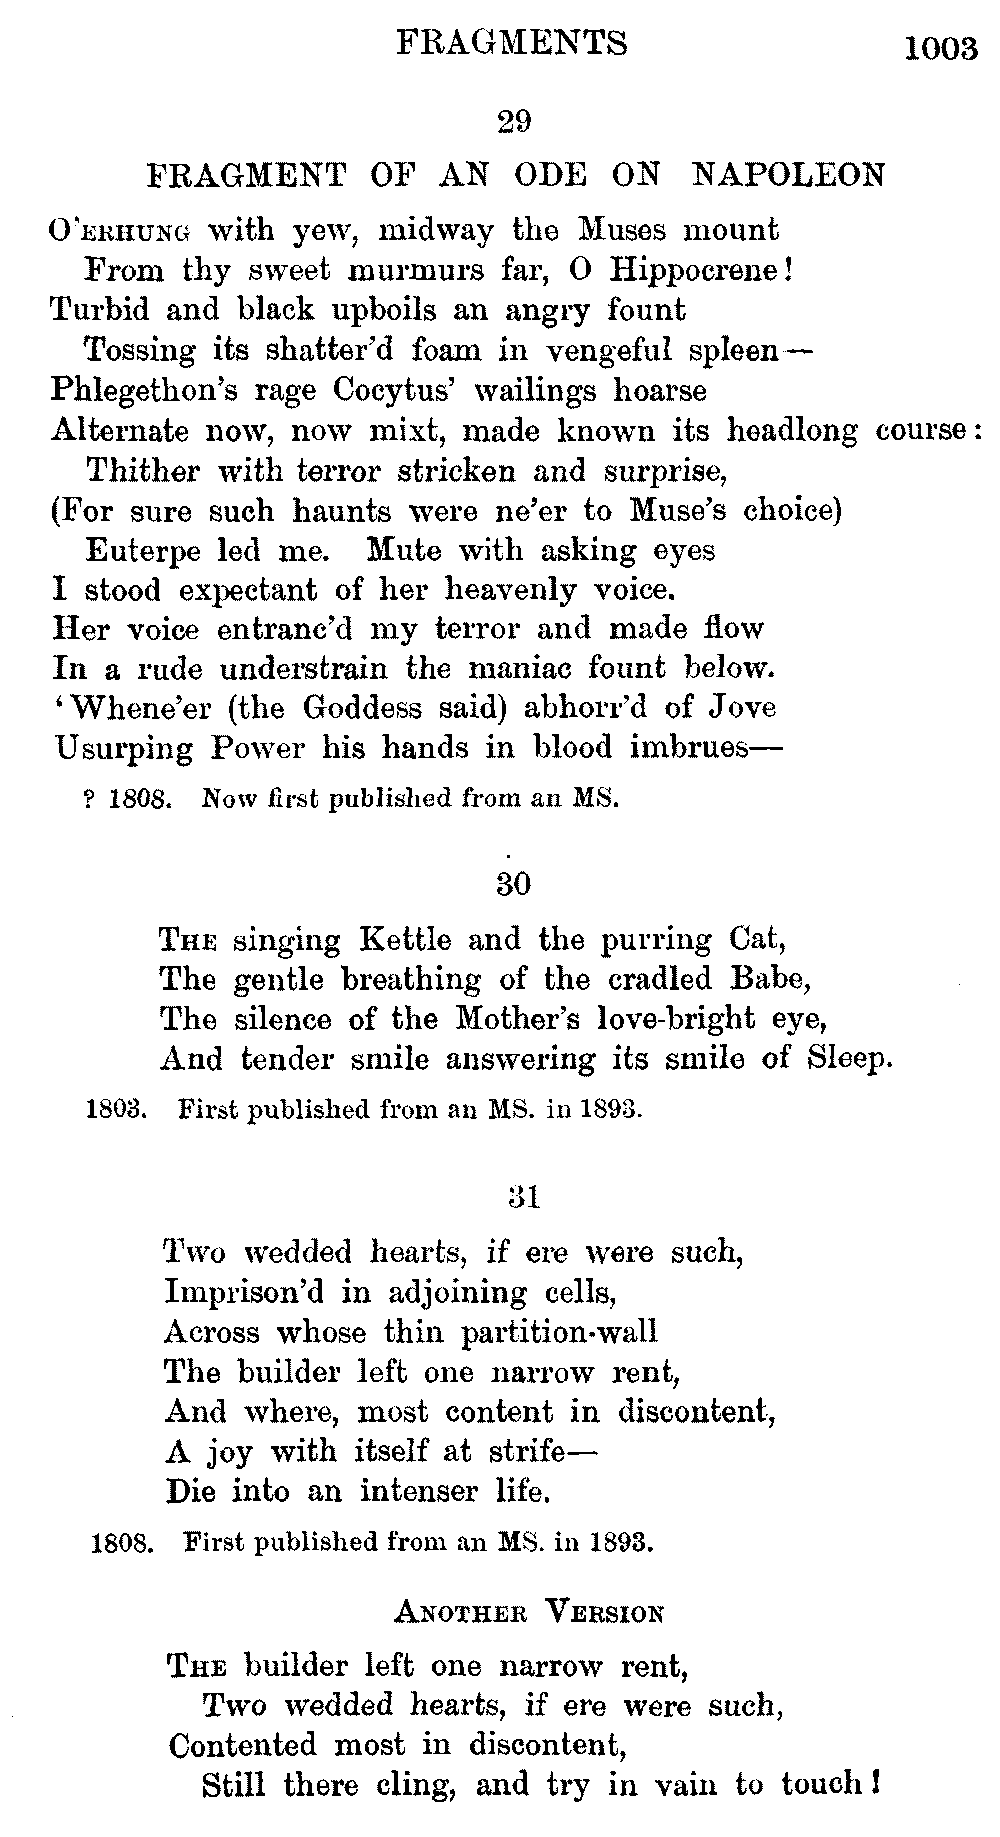 FRAGMENTS 1003
29
FRAGMENT OF AN ODE ON NAPOLEON
O'ERHUNG with yew, midway the Muses mount
From thy sweet murmurs far, O Hippocrene!
Turbid and black upboils an angry fount
Tossing its shatter'd foam in vengeful spleen—
Phlegethon's rage Cocytus' wailings hoarse
Alternate now, now mixt, made known its headlong course:
Thither with terror stricken and surprise,
(For sure such haunts were ne'er to Muse's choice)
Euterpe led me. Mute with asking eyes
I stood expectant of her heavenly voice.
Her voice entranc'd my terror and made flow
In a rude understrain the maniac fount below.
'Whene'er (the Goddess said) abhorr'd of Jove
Usurping Power his hands in blood imbrues—
? 1808. Now first published from an MS.
30
THE singing Kettle and the purring Cat,
The gentle breathing of the cradled Babe,
The silence of the Mother's love-bright eye,
And tender smile answering its smile of Sleep.
1803. First published from an MS. in 1893.
31
Two wedded hearts, if ere were such,
Imprison'd in adjoining cells,
Across whose thin partition-wall
The builder left one narrow rent,
And where, most content in discontent,
A joy with itself at strife—
Die into an intenser life.
1808. First published from an MS. in 1893.
ANOTHER VERSION
THE builder left one narrow rent,
Two wedded hearts, if ere were such,
Contented most in discontent,
Still there cling, and try in vain to touch!